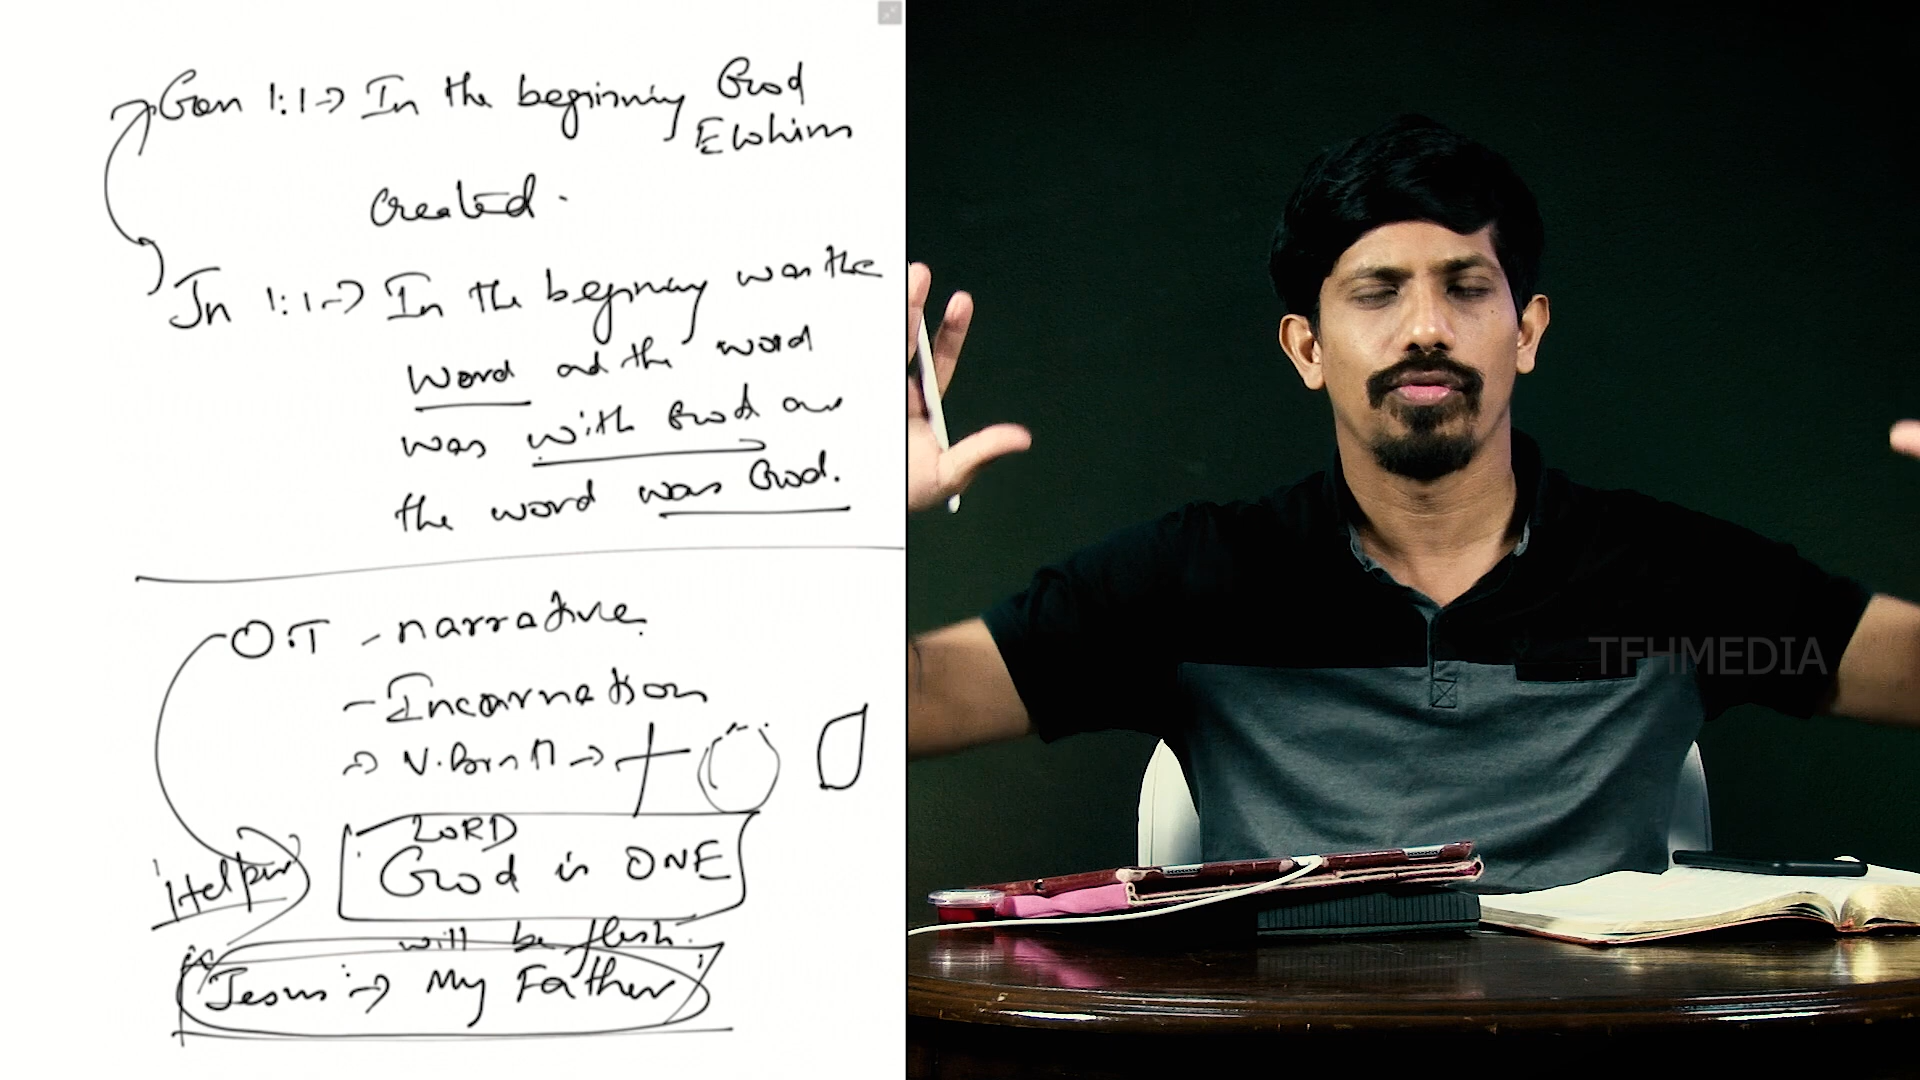 Gen 1:1 → In the beginning God
Elohim
Created.
Jn 1:1 → In the beginning was the
Word and the word
was with God and
the word was God.
O.T - narrative.
- Incarnation
→ V. Born
LORD
God is ONE
Helper
will be flesh.
Jesus :→ My Father
TFHMEDIA